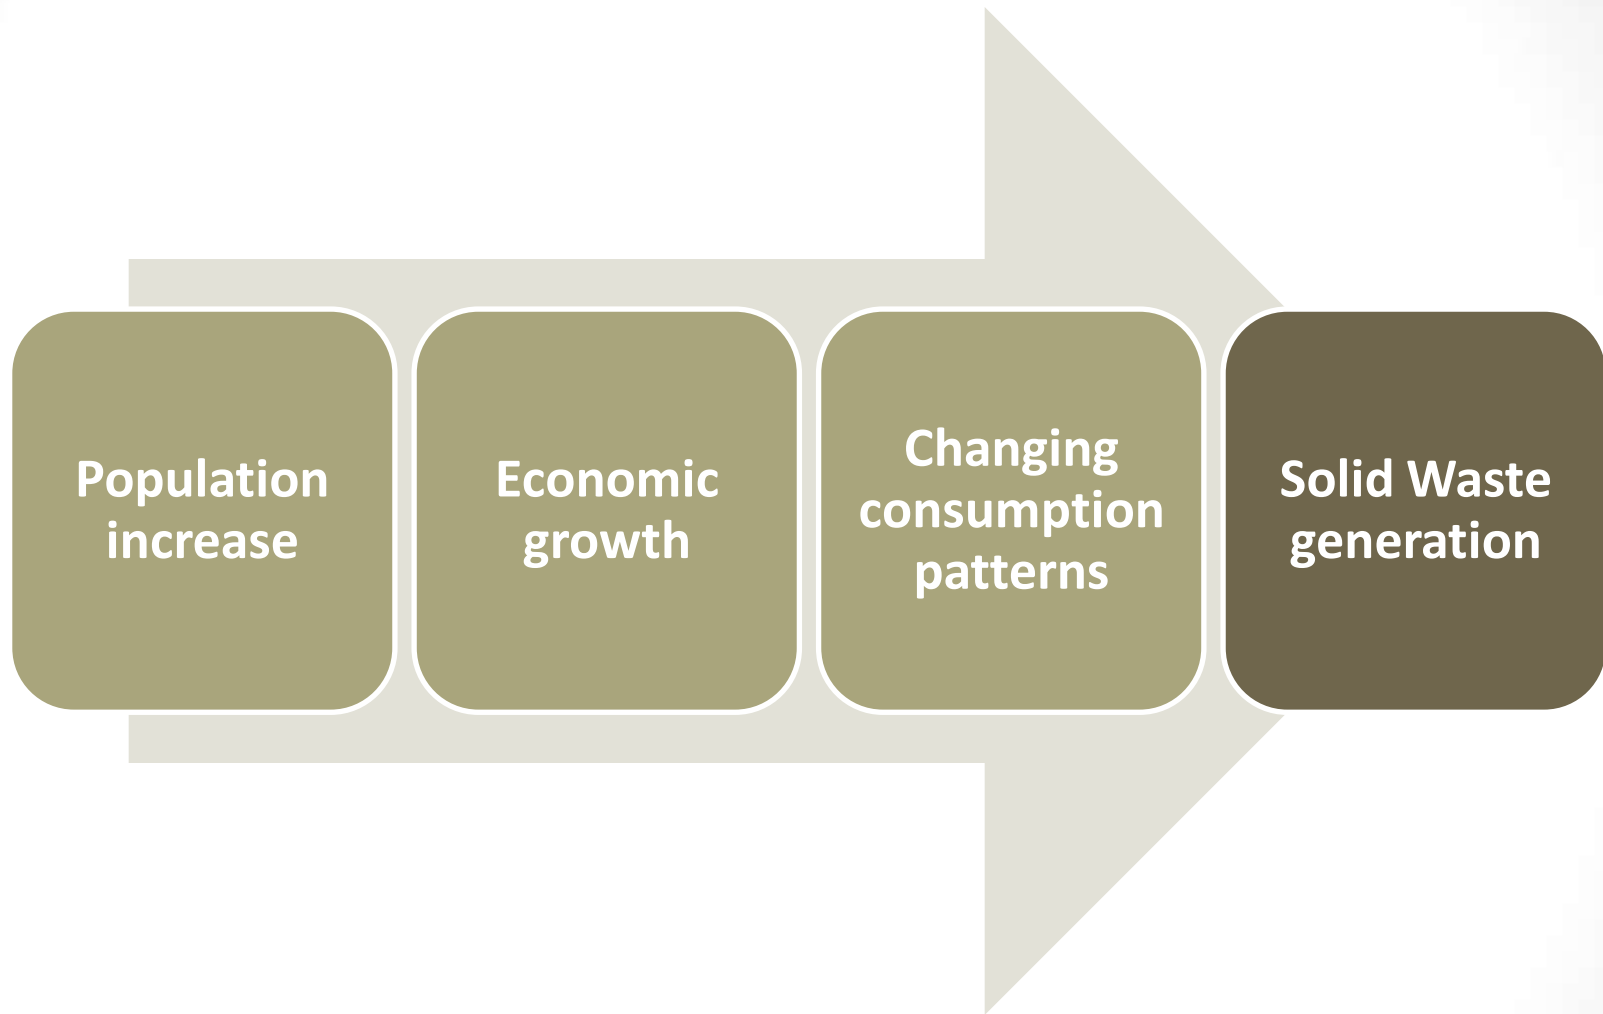 Population
increase
Economic
growth
Changing
consumption
patterns
Solid Waste
generation